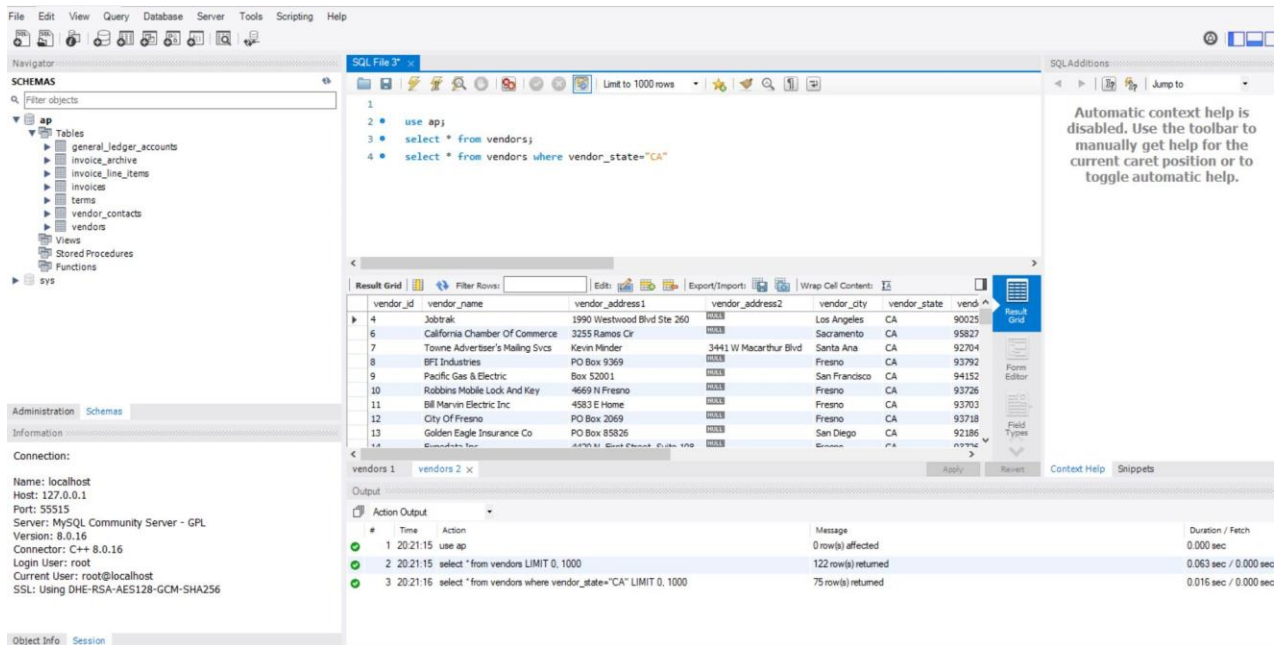 File Edit View Query Database Server Tools Scripting Help
Navigator
SCHEMAS
Filter objects
ap
Tables
general_ledger_accounts
invoice_archive
invoice_line_items
invoices
terms
vendor_contacts
vendors
Views
Stored Procedures
Functions
sys
Administration Schemas
Information
Connection:
Name: localhost
Host: 127.0.0.1
Port: 55515
Server: MySQL Community Server - GPL
Version: 8.0.16
Connector: C++ 8.0.16
Login User: root
Current User: root@localhost
SSL: Using DHE-RSA-AES128-GCM-SHA256
Object Info Session
SQL File 3*
Limit to 1000 rows
1
2 use ap;
3 select * from vendors;
4 select * from vendors where vendor_state="CA"
Result Grid Filter Rows: Edit: Export/Import: Wrap Cell Content:
vendor_id vendor_name vendor_address1 vendor_address2 vendor_city vendor_state vend
4 Jobtrak 1990 Westwood Blvd Ste 260 NULL Los Angeles CA 90025
6 California Chamber Of Commerce 3255 Ramos Cir NULL Sacramento CA 95827
7 Towne Advertiser's Mailing Svcs Kevin Minder 3441 W Macarthur Blvd Santa Ana CA 92704
8 BFI Industries PO Box 9369 NULL Fresno CA 93792
9 Pacific Gas & Electric Box 52001 NULL San Francisco CA 94152
10 Robbins Mobile Lock And Key 4669 N Fresno NULL Fresno CA 93726
11 Bill Marvin Electric Inc 4583 E Home NULL Fresno CA 93703
12 City Of Fresno PO Box 2069 NULL Fresno CA 93718
13 Golden Eagle Insurance Co PO Box 85826 NULL San Diego CA 92186
14 Expedata Inc 4420 N. First Street, Suite 108 NULL Fresno CA 93726
Result Grid
Form Editor
Field Types
vendors 1 vendors 2 Apply Revert
Output
Action Output
# Time Action Message Duration / Fetch
1 20:21:15 use ap 0 row(s) affected 0.000 sec
2 20:21:15 select * from vendors LIMIT 0, 1000 122 row(s) returned 0.063 sec / 0.000 sec
3 20:21:16 select * from vendors where vendor_state="CA" LIMIT 0, 1000 75 row(s) returned 0.016 sec / 0.000 sec
SQLAdditions
Jump to
Automatic context help is
disabled. Use the toolbar to
manually get help for the
current caret position or to
toggle automatic help.
Context Help Snippets